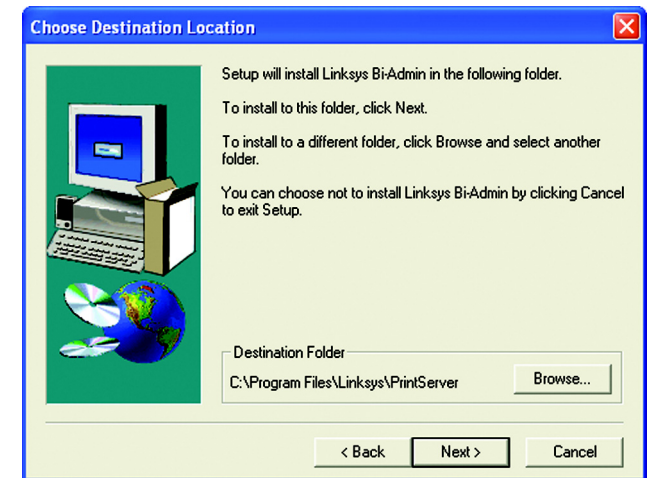 Choose Destination Location
Setup will install Linksys Bi-Admin in the following folder.
To install to this folder, click Next.
To install to a different folder, click Browse and select another
folder.
You can choose not to install Linksys Bi-Admin by clicking Cancel
to exit Setup.
Destination Folder
C:\Program Files\Linksys\PrintServer
Browse...
< Back
Next >
Cancel